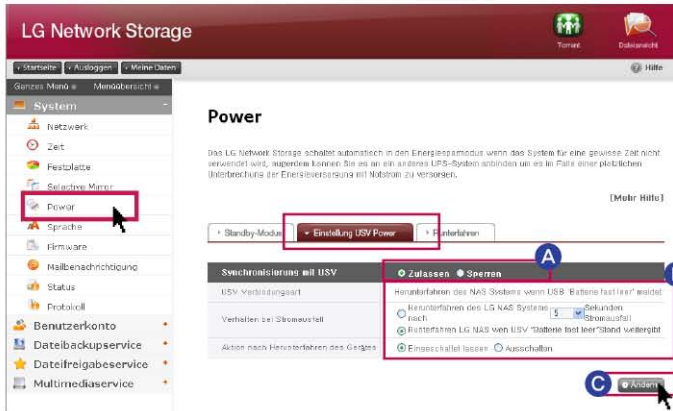 LG Network Storage
Torrent
Dateiansicht
Startseite
Ausloggen
Meine Daten
Hilfe
Ganzes Menü
Menüübersicht
System
Netzwerk
Zeit
Festplatte
Selective Mirror
Power
Sprache
Firmware
Mailbenachrichtigung
Status
Protokoll
Benutzerkonto
Dateibackupservice
Dateifreigabeservice
Multimediaservice
Power
Das LG Network Storage schaltet automatisch in den Energiesparmodus wenn das System für eine gewisse Zeit nicht
verwendet wird, außerdem können Sie es an ein anderes UPS-System anbinden um es im Falle einer plötzlichen
Unterbrechung der Energieversorgung mit Notstrom zu versorgen.
[Mehr Hilfe]
Standby-Modus
Einstellung USV Power
Runterfahren
A
Synchronisierung mit USV
Zulassen
Sperren
USV Verbindungsart
Herunterfahren des NAS Systems wenn USB "Batterie fast leer" meldet
Verhalten bei Stromausfall
Herunterfahren des LG NAS Systems nach 5 Sekunden Stromausfall
Runterfahren LG NAS wen USV "Batterie fast leer"Stand weitergibt
Aktion nach Herunterfahren des Gerätes
Eingeschaltet lassen
Ausschalten
C
Ändern